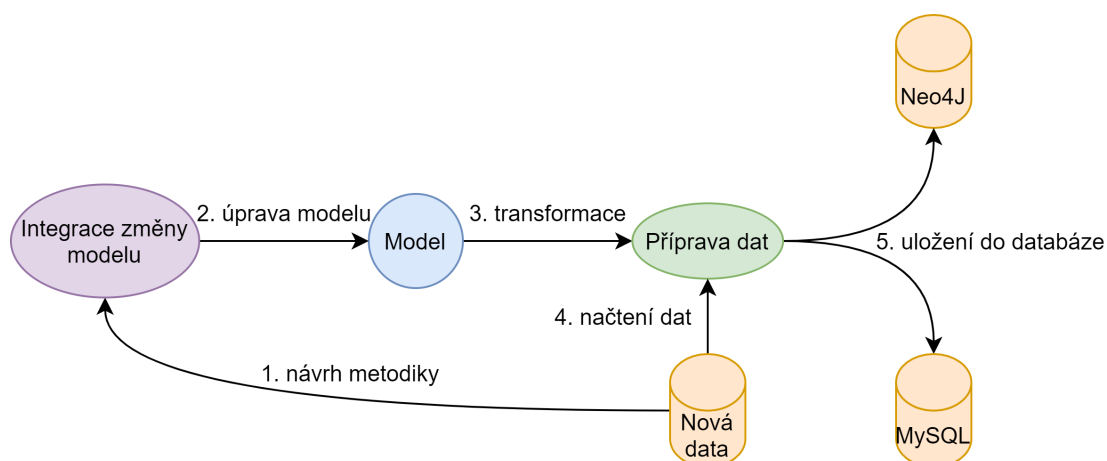 Neo4J
Integrace změny
modelu
2. úprava modelu
Model
3. transformace
Příprava dat
5. uložení do databáze
4. načtení dat
1. návrh metodiky
Nová
data
MySQL